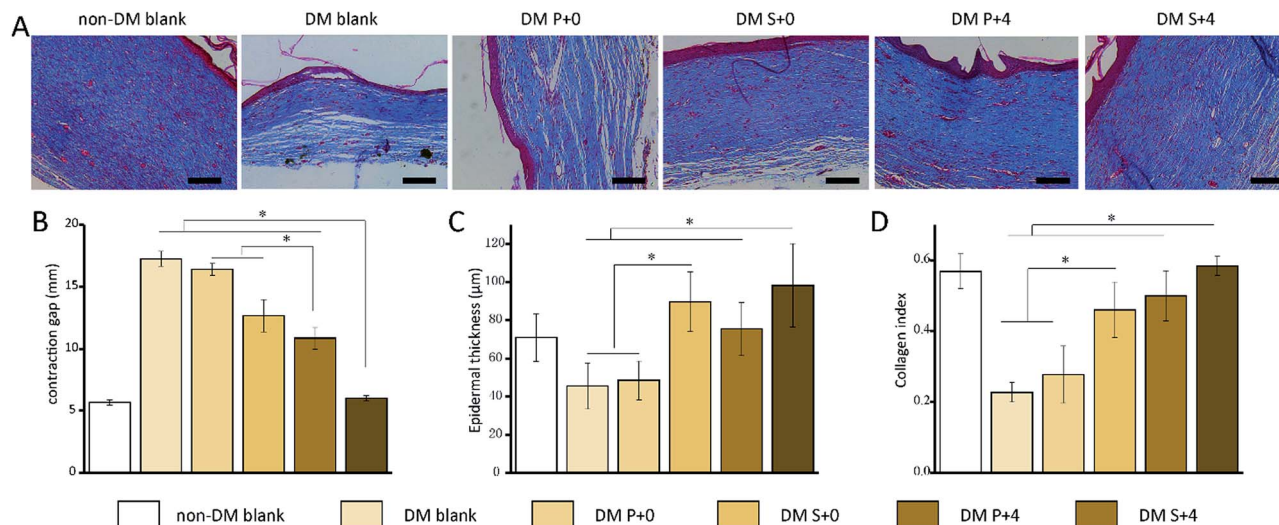 A
non-DM blank
DM blank
DM P+0
DM S+0
DM P+4
DM S+4
B
contraction gap (mm)
20
15
10
5
0
*
*
C
Epidermal thickness (μm)
120
100
80
60
40
20
0
*
*
D
Collagen index
0.6
0.4
0.2
0.0
*
*
non-DM blank
DM blank
DM P+0
DM S+0
DM P+4
DM S+4